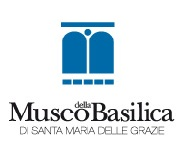 Museo della Basilica
DI SANTA MARIA DELLE GRAZIE